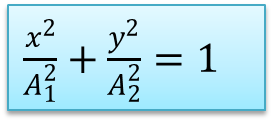 x²/A₁² + y²/A₂² = 1